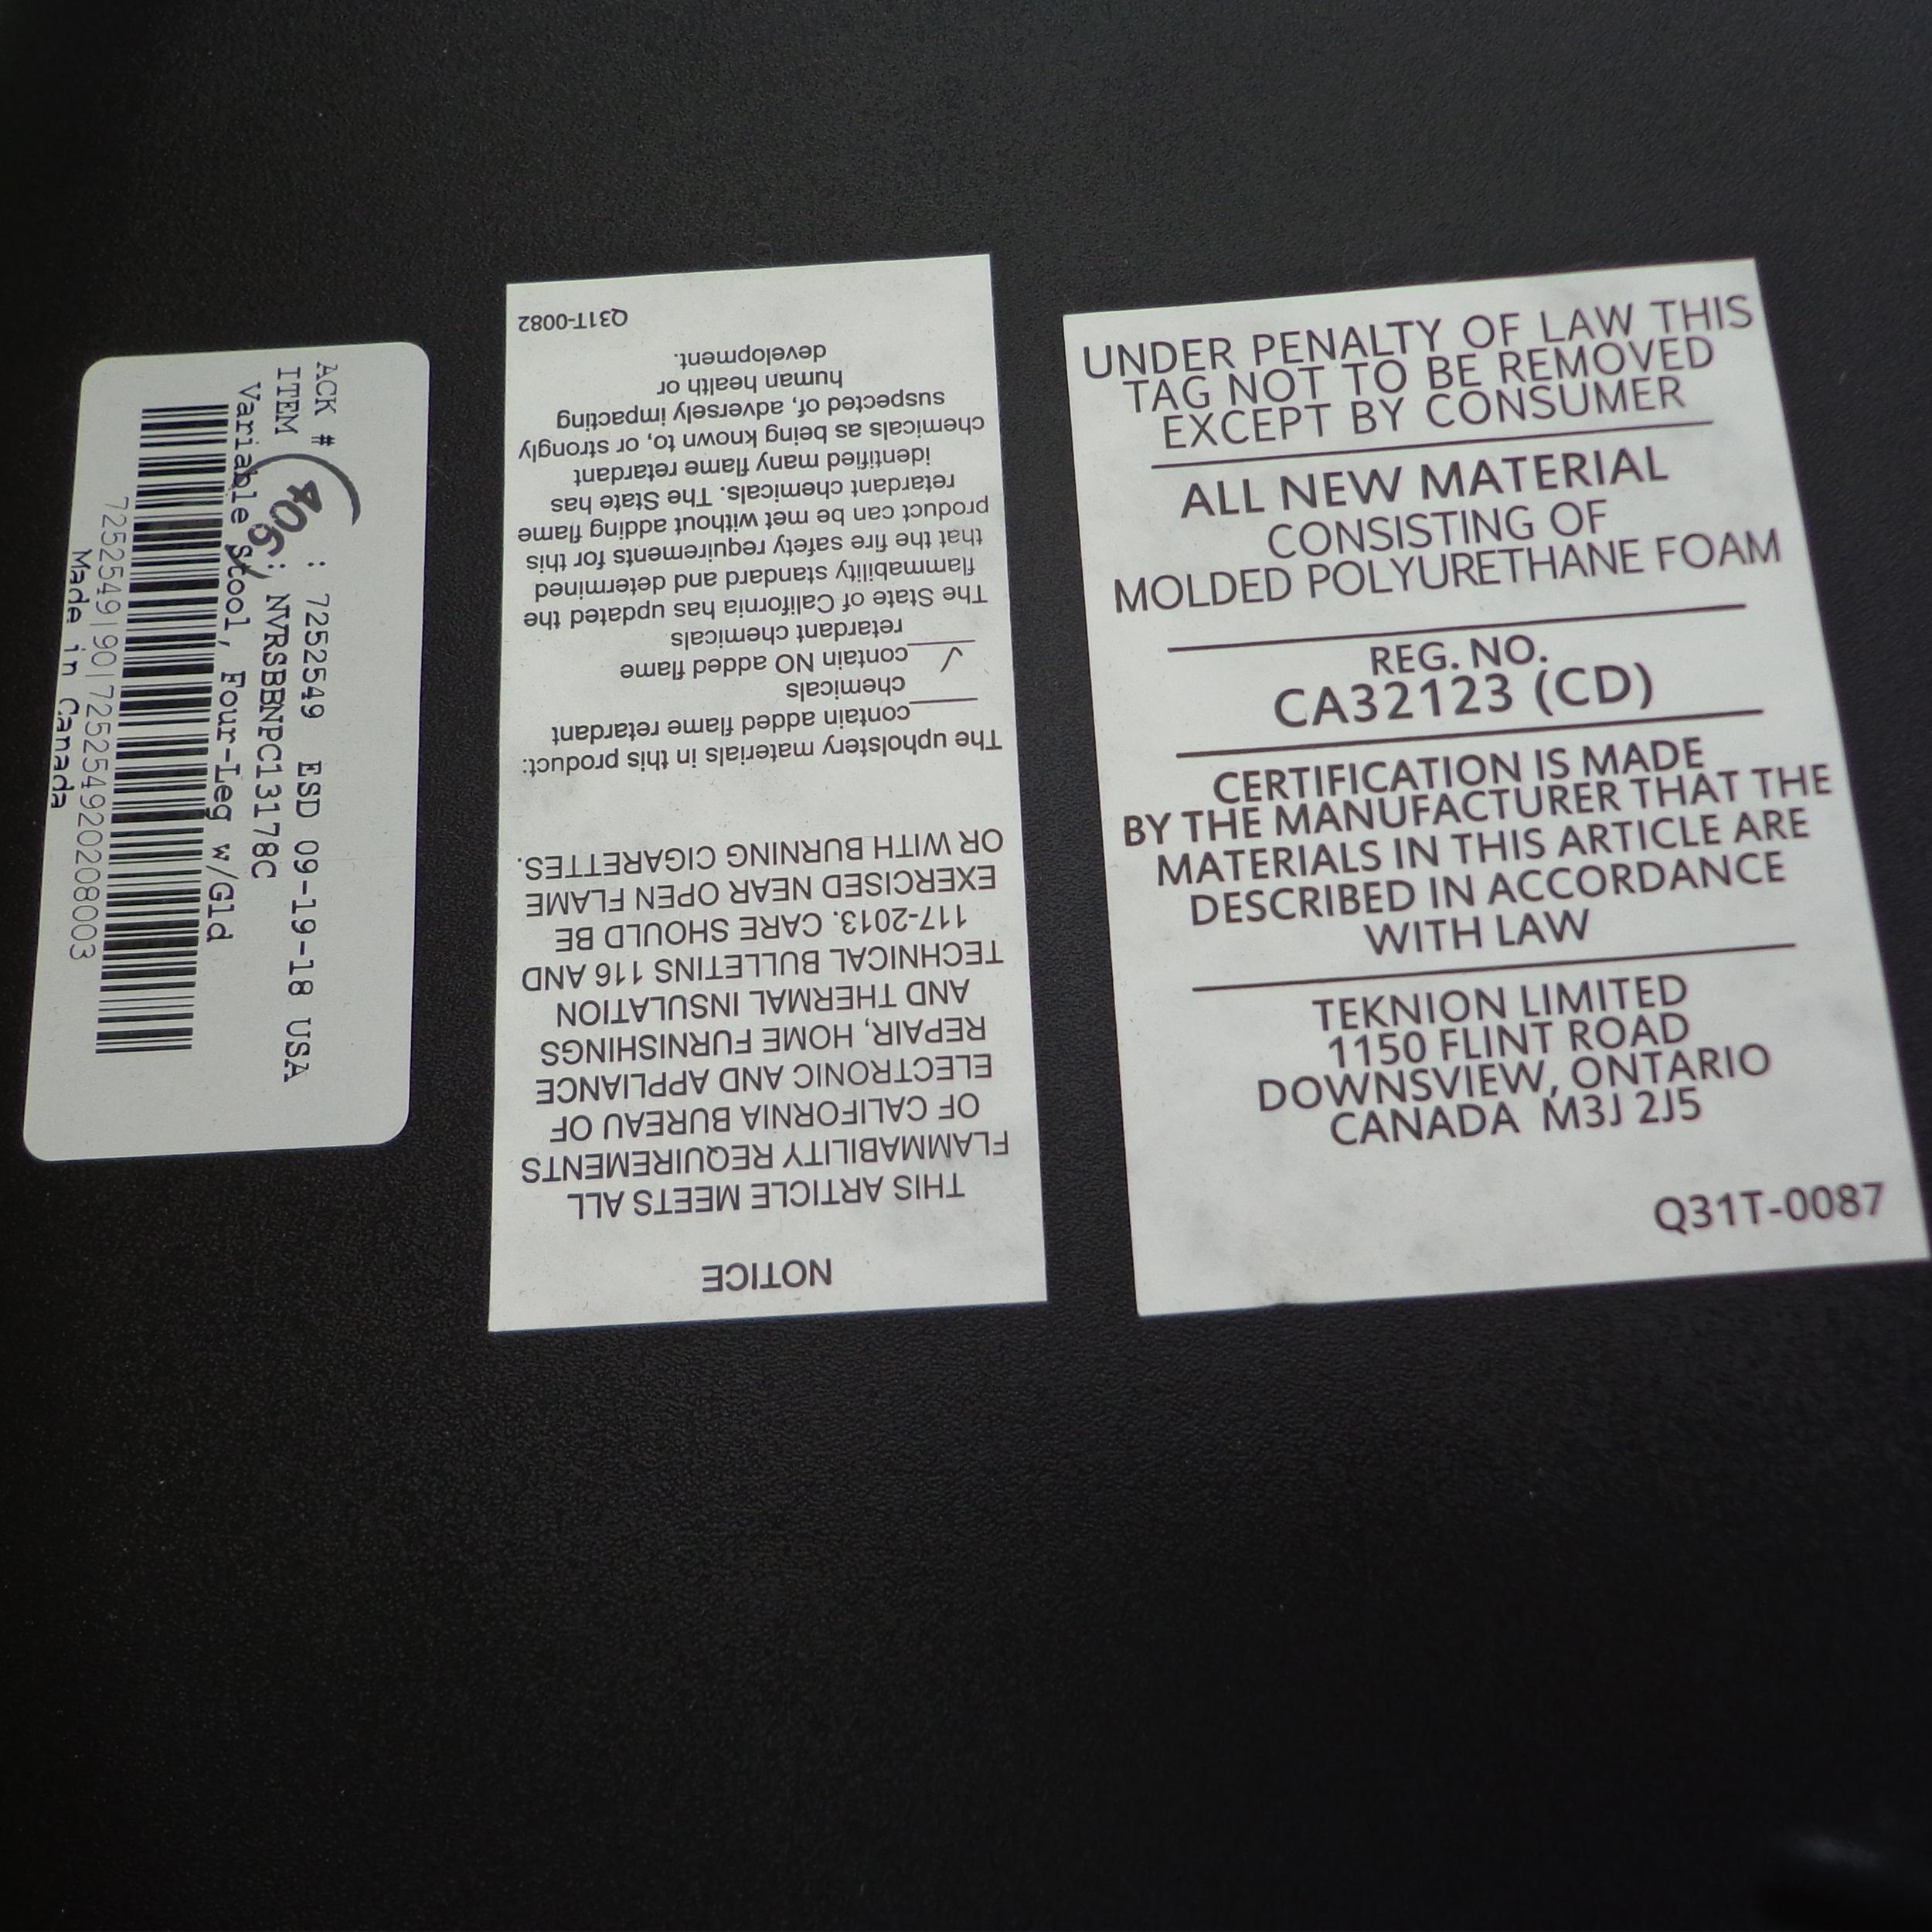 ACK # : 7252549 ESD 09-19-18 USA
ITEM : NVRSBBNPC13178C
Variable Stool, Four-Leg w/Gld
406
7252549|90|7252549202008003
Made in Canada
NOTICE
THIS ARTICLE MEETS ALL
FLAMMABILITY REQUIREMENTS
OF CALIFORNIA BUREAU OF
ELECTRONIC AND APPLIANCE
REPAIR, HOME FURNISHINGS
AND THERMAL INSULATION
TECHNICAL BULLETINS 116 AND
117-2013. CARE SHOULD BE
EXERCISED NEAR OPEN FLAME
OR WITH BURNING CIGARETTES.
The upholstery materials in this product:
____contain added flame retardant
chemicals
__✓__contain NO added flame
retardant chemicals
The State of California has updated the
flammability standard and determined
that the fire safety requirements for this
product can be met without adding flame
retardant chemicals. The State has
identified many flame retardant
chemicals as being known to, or strongly
suspected of, adversely impacting
human health or
development.
Q31T-0082
UNDER PENALTY OF LAW THIS
TAG NOT TO BE REMOVED
EXCEPT BY CONSUMER
ALL NEW MATERIAL
CONSISTING OF
MOLDED POLYURETHANE FOAM
REG. NO.
CA32123 (CD)
CERTIFICATION IS MADE
BY THE MANUFACTURER THAT THE
MATERIALS IN THIS ARTICLE ARE
DESCRIBED IN ACCORDANCE
WITH LAW
TEKNION LIMITED
1150 FLINT ROAD
DOWNSVIEW, ONTARIO
CANADA M3J 2J5
Q31T-0087